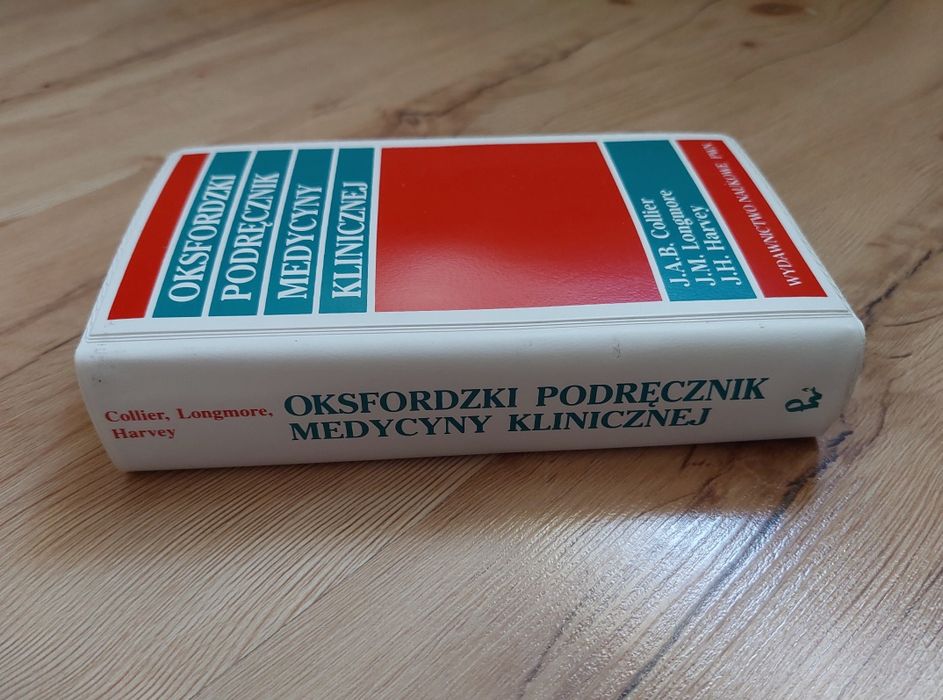 OKSFORDZKI
PODRĘCZNIK
MEDYCYNY
KLINICZNEJ
J.A.B. Collier
J.M. Longmore
J.H. Harvey
WYDAWNICTWO NAUKOWE PWN
Collier, Longmore,
Harvey
OKSFORDZKI PODRĘCZNIK
MEDYCYNY KLINICZNEJ